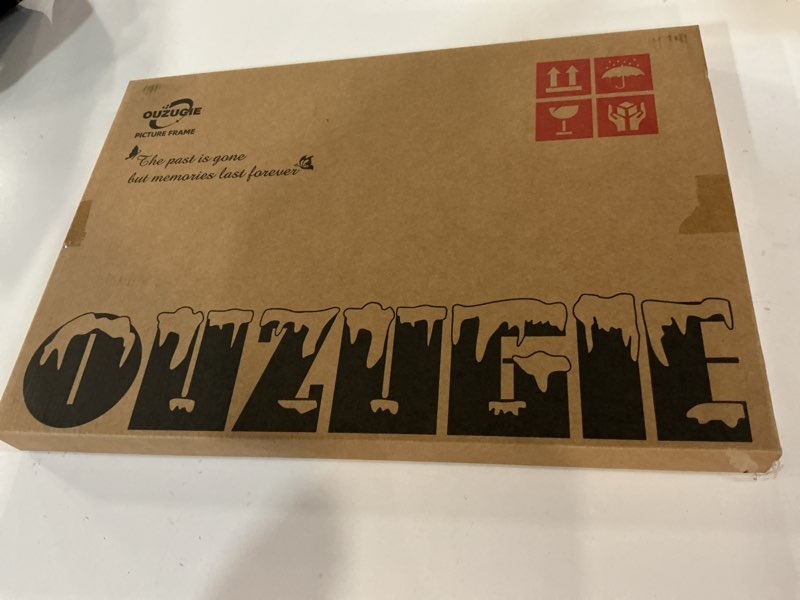 OUZUGIE
PICTURE FRAME
The past is gone
but memories last forever
OUZUGIE